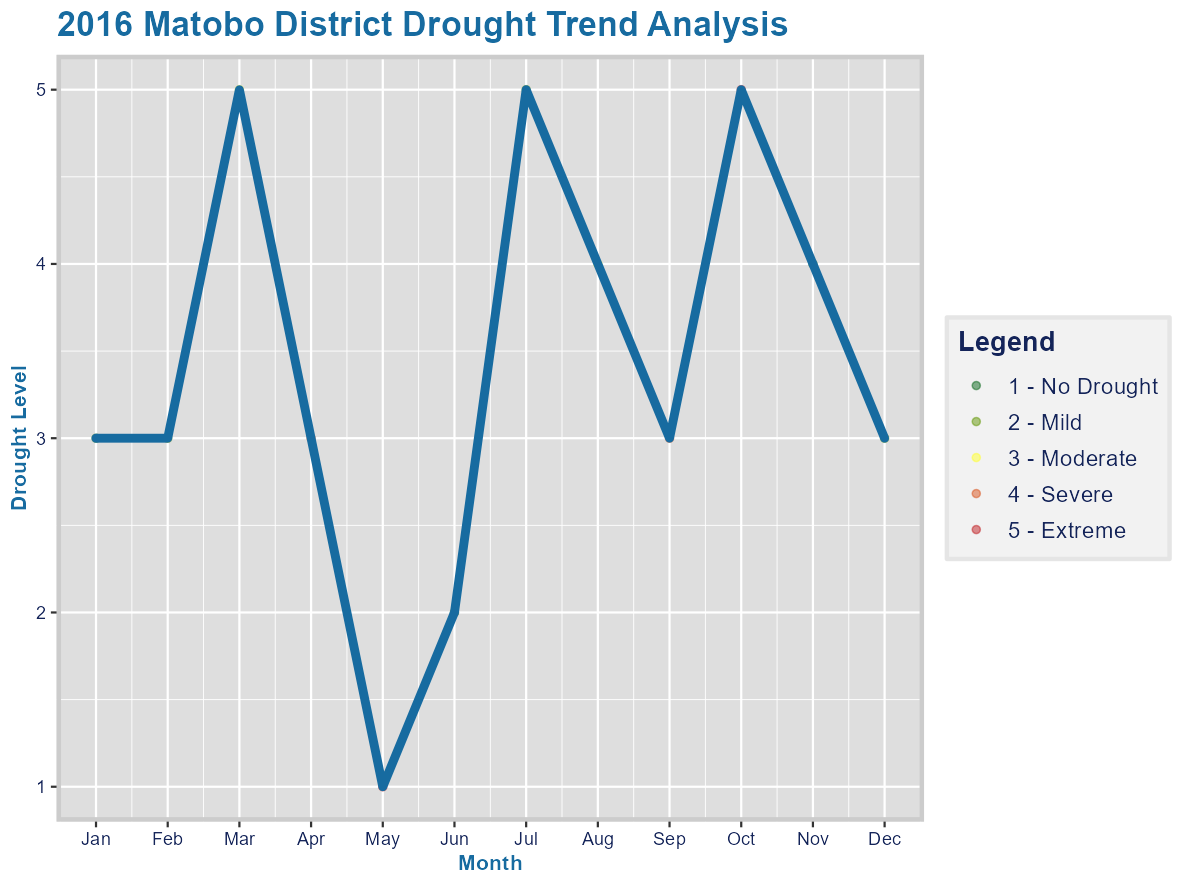 2016 Matobo District Drought Trend Analysis
Drought Level
5
4
3
2
1
Jan Feb Mar Apr May Jun Jul Aug Sep Oct Nov Dec
Month
Legend
1 - No Drought
2 - Mild
3 - Moderate
4 - Severe
5 - Extreme